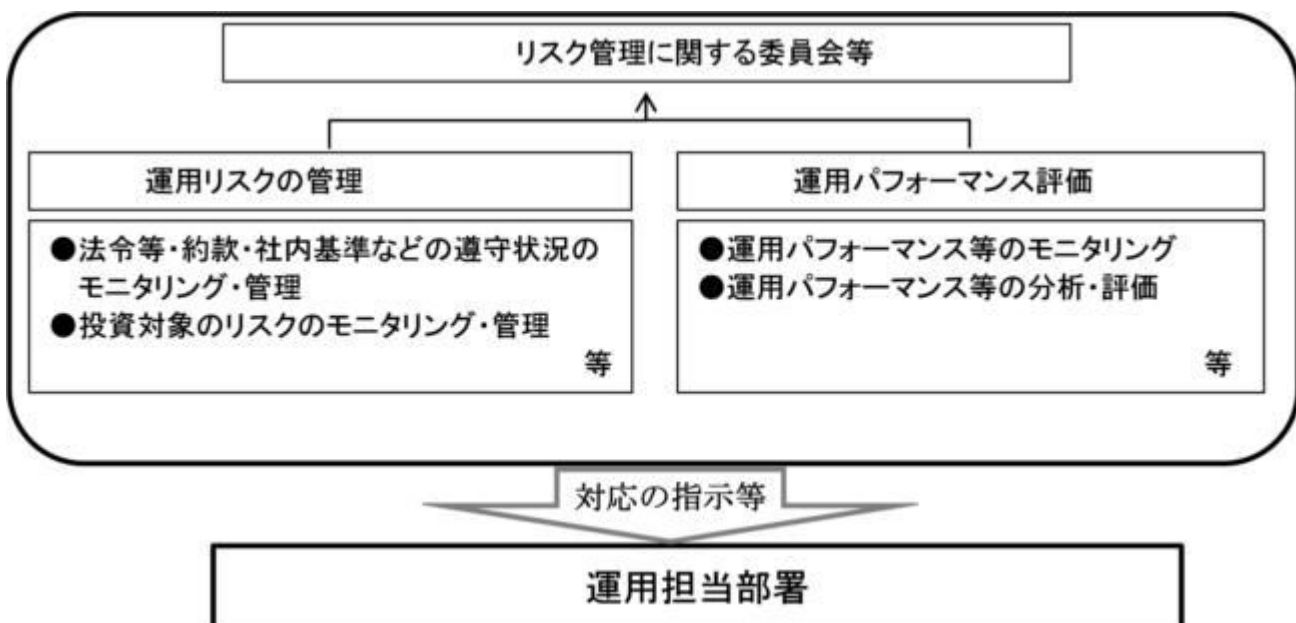 リスク管理に関する委員会等
運用リスクの管理
●法令等・約款・社内基準などの遵守状況の
モニタリング・管理
●投資対象のリスクのモニタリング・管理
等
運用パフォーマンス評価
●運用パフォーマンス等のモニタリング
●運用パフォーマンス等の分析・評価
等
対応の指示等
運用担当部署